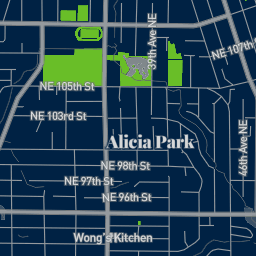 39th Ave NE
NE 107th
NE 105th St
NE 103rd St
Alicia Park
46th Ave NE
NE 98th St
NE 97th St
NE 96th St
Wong's Kitchen